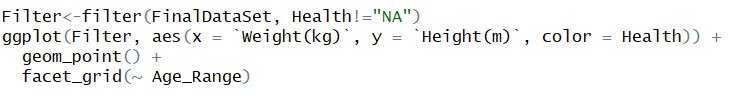 Filter<-filter(FinalDataSet, Health!="NA")
ggplot(Filter, aes(x = `Weight(kg)`, y = `Height(m)`, color = Health)) +
  geom_point() +
  facet_grid(~ Age_Range)